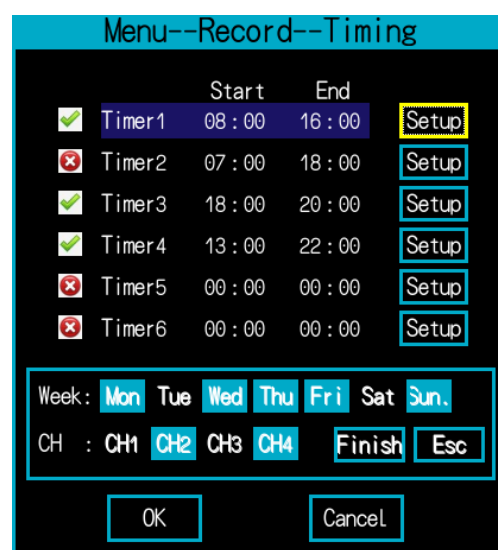 Menu--Record--Timing
Start End
Timer1 08:00 16:00 Setup
Timer2 07:00 18:00 Setup
Timer3 18:00 20:00 Setup
Timer4 13:00 22:00 Setup
Timer5 00:00 00:00 Setup
Timer6 00:00 00:00 Setup
Week: Mon Tue Wed Thu Fri Sat Sun.
CH : CH1 CH2 CH3 CH4 Finish Esc
OK Cancel